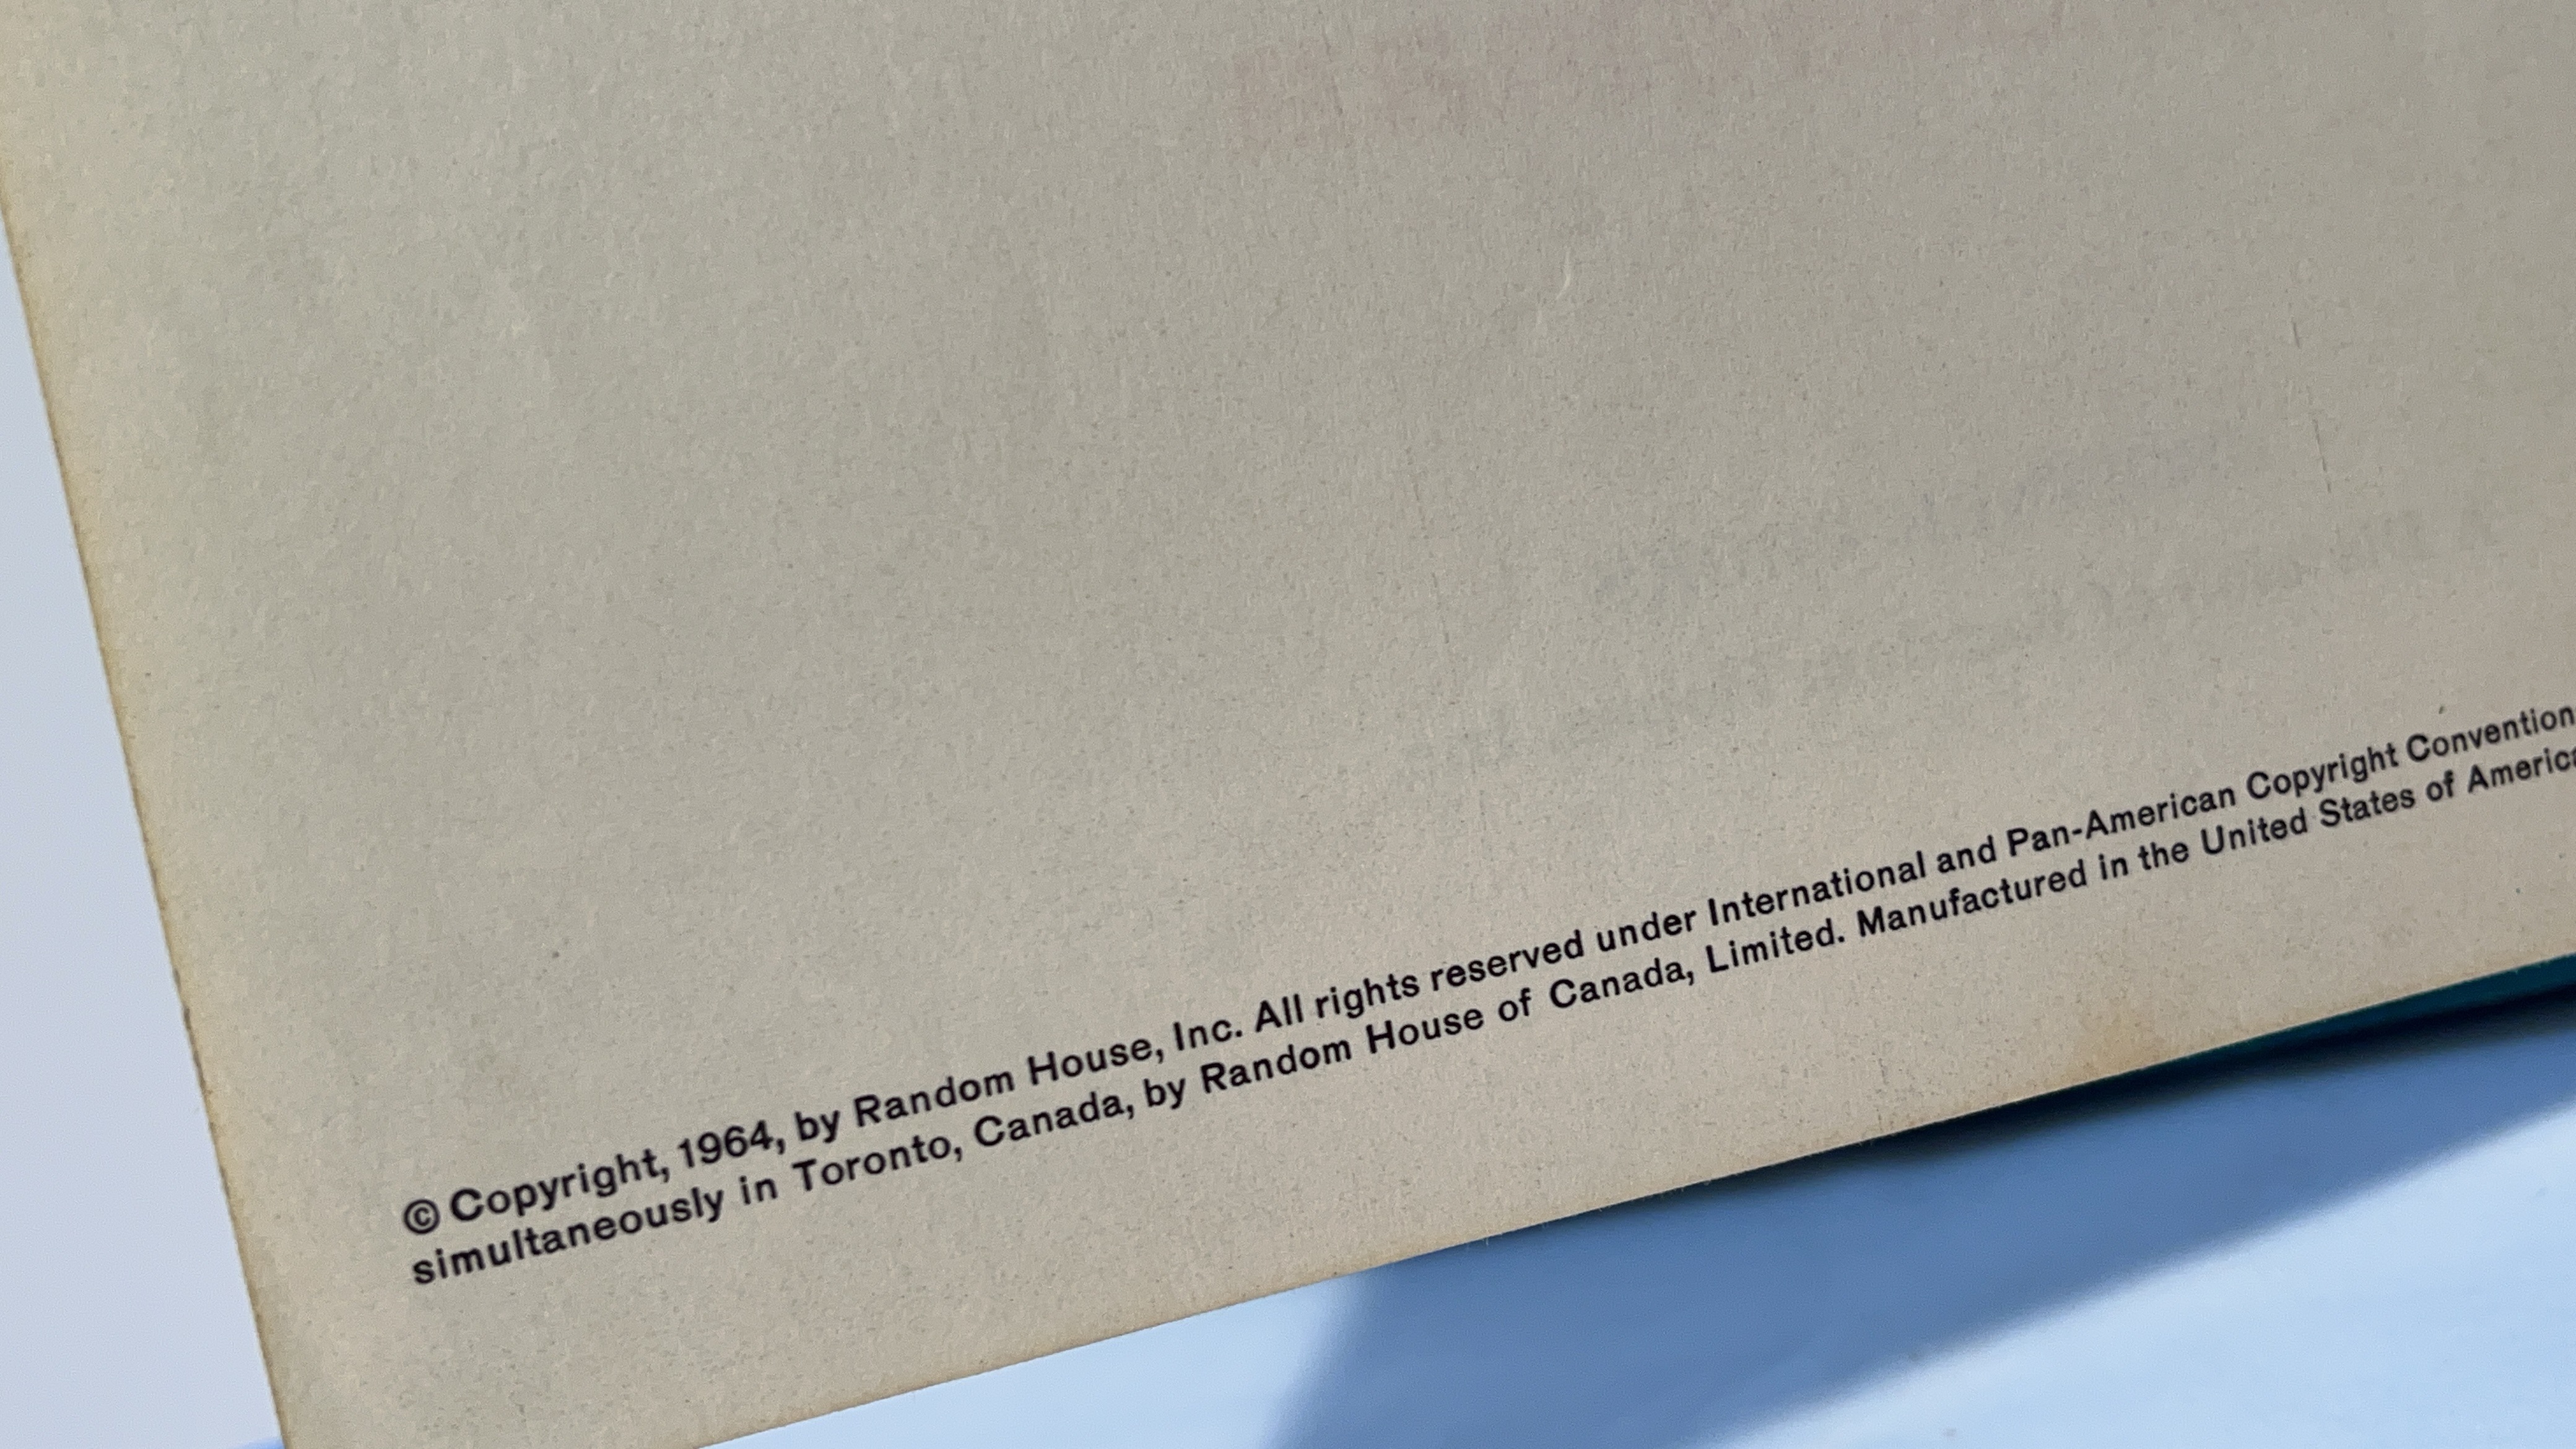 © Copyright, 1964, by Random House, Inc. All rights reserved under International and Pan-American Copyright Convention
simultaneously in Toronto, Canada, by Random House of Canada, Limited. Manufactured in the United States of America